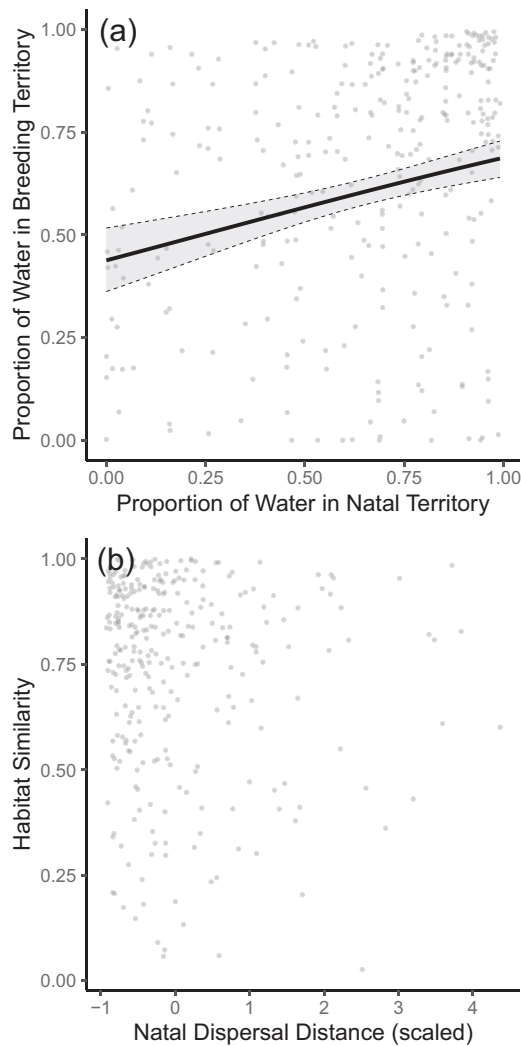 (a)
Proportion of Water in Breeding Territory
1.00
0.75
0.50
0.25
0.00
0.00 0.25 0.50 0.75 1.00
Proportion of Water in Natal Territory
(b)
Habitat Similarity
1.00
0.75
0.50
0.25
0.00
−1 0 1 2 3 4
Natal Dispersal Distance (scaled)